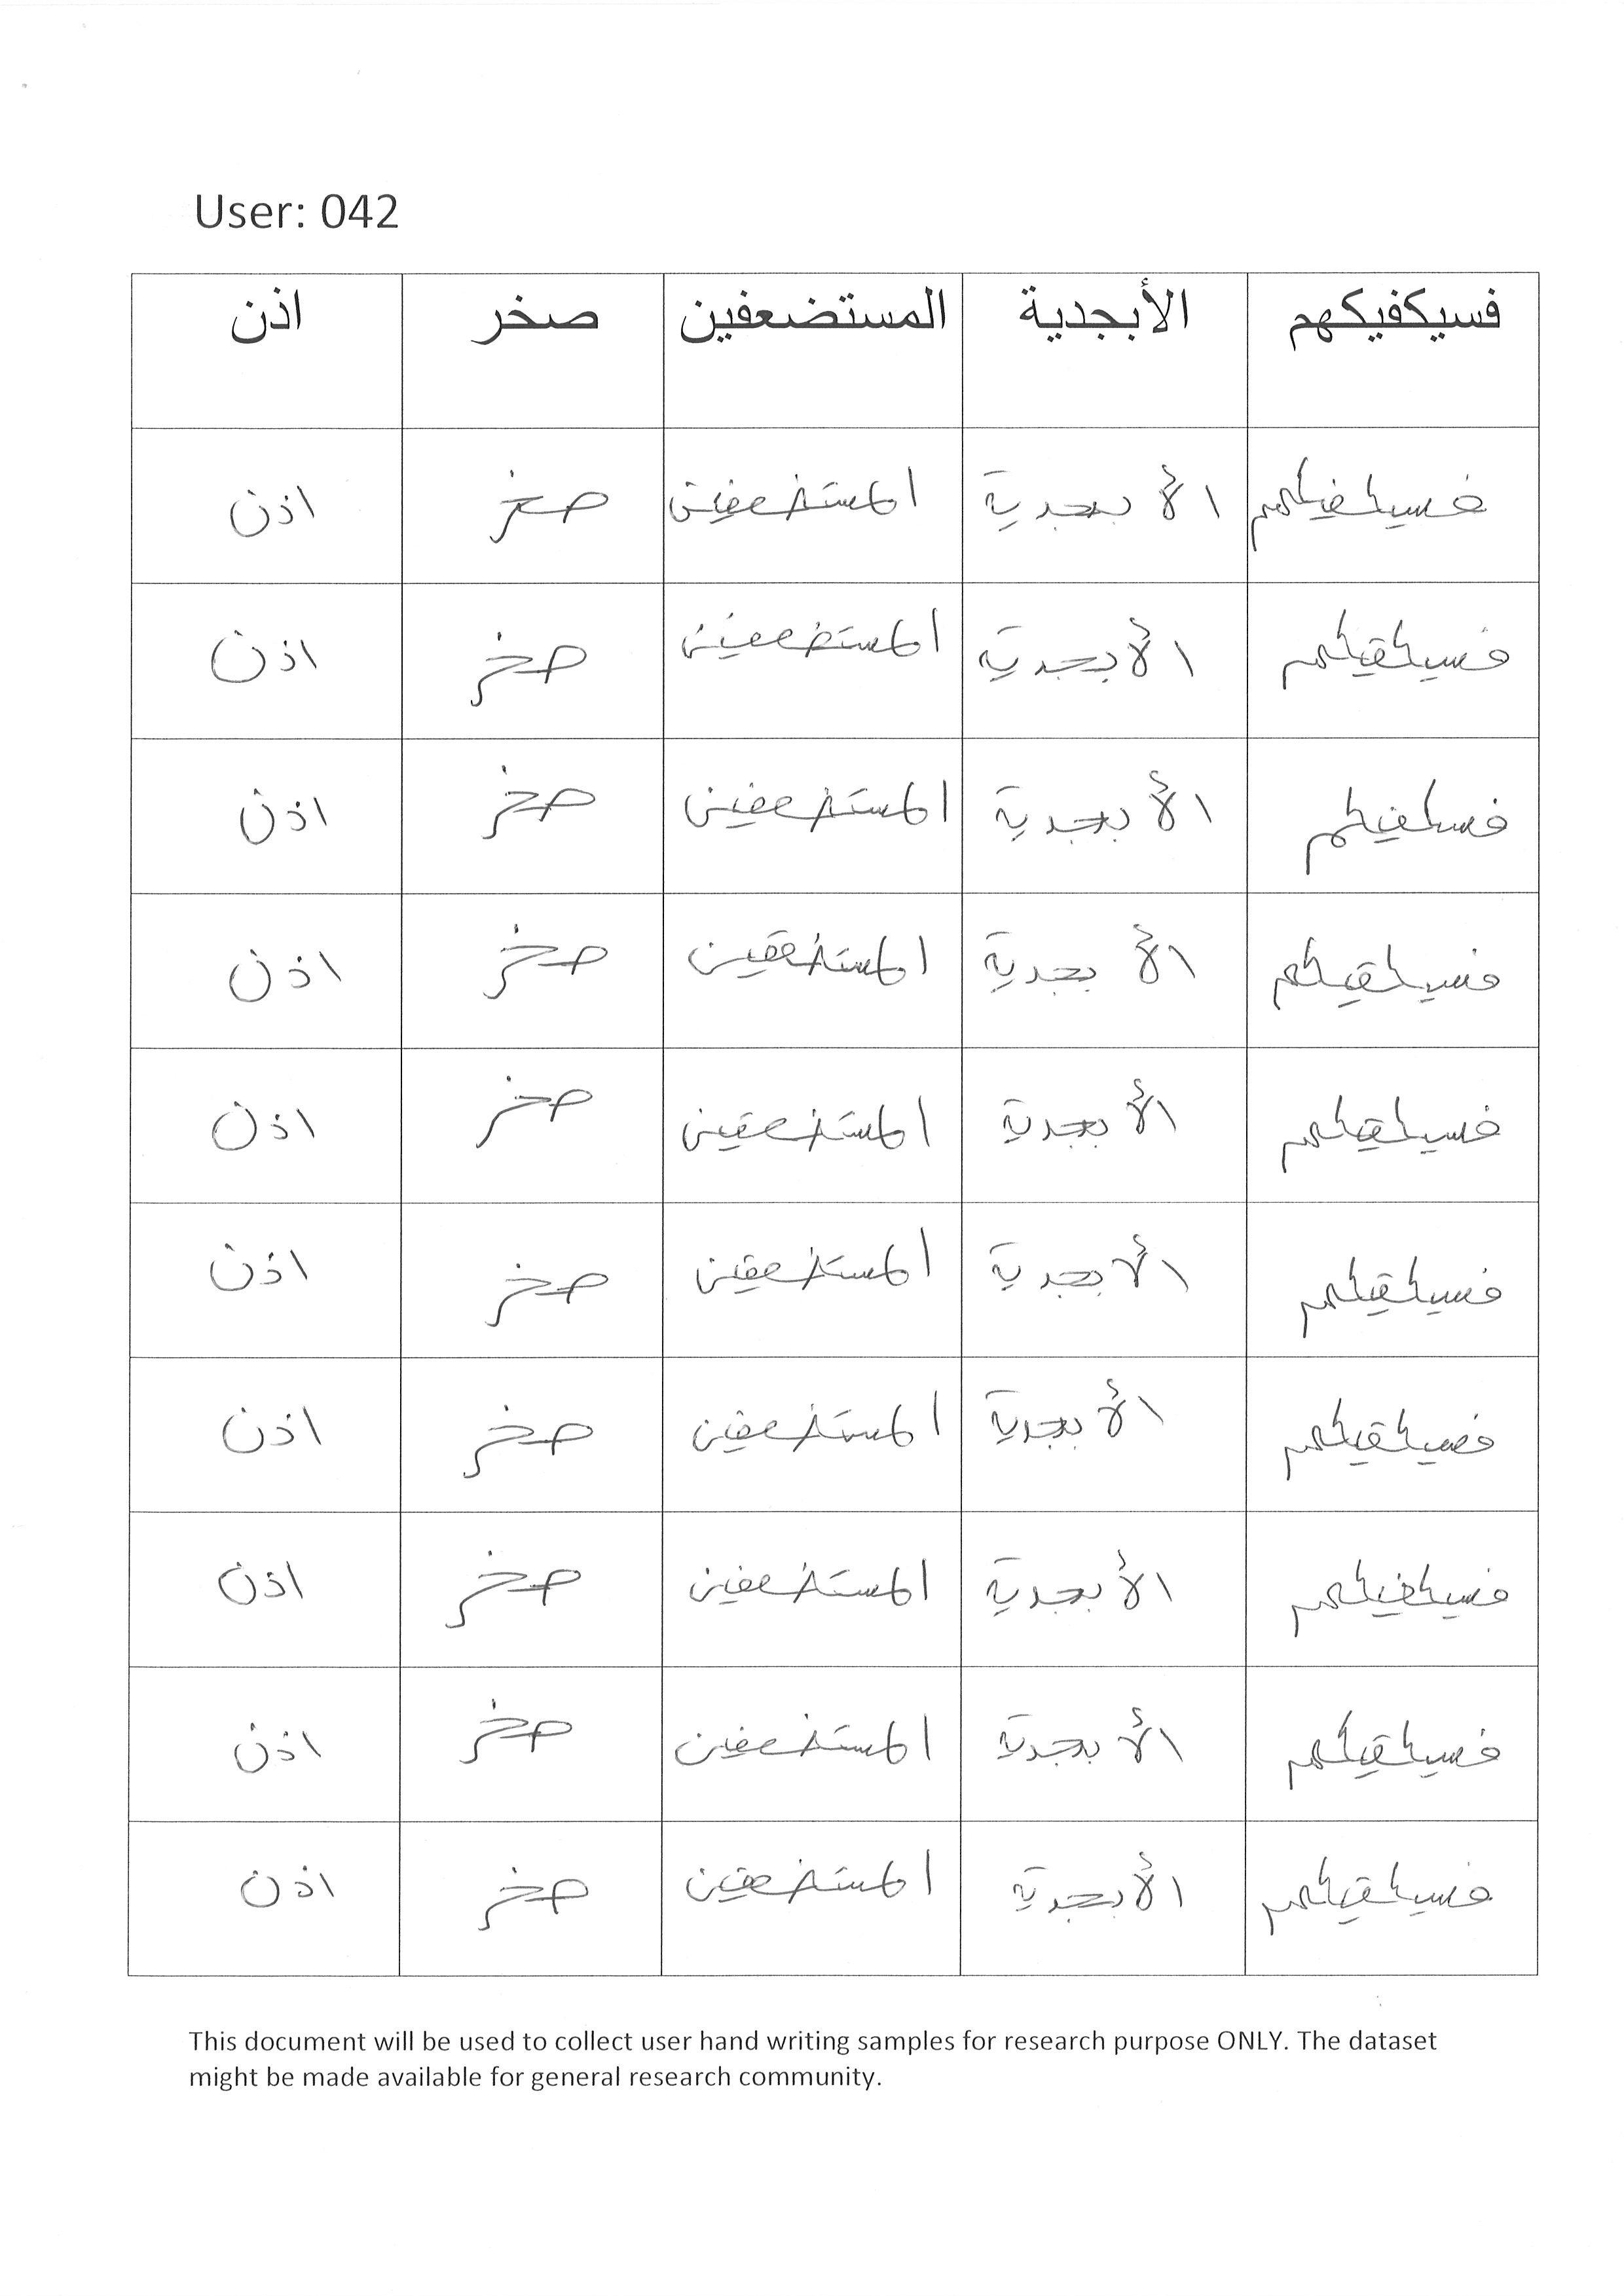 User: 042
فسيكفيكهم الأبجدية المستضعفين صخر اذن
فسيكفيكهم الأبجدية المستضعفين صخر اذن
فسيكفيكهم الأبجدية المستضعفين صخر اذن
فسكفيكم الأبجدية المستضعفين صخر اذن
فسيكفيكهم الأبجدية المستضعفين صخر اذن
فسيكفيكهم الأبجدية المستضعفين صخر اذن
فسيكفيكهم الأبجدية المستضعفين صخر اذن
فسيكفيكهم الأبجدية المستضعفين صخر اذن
فسيكفيكهم الأبجدية المستضعفين صخر اذن
فسيكفيكهم الأبجدية المستضعفين صخر اذن
فسيكفيكهم الأبجدية المستضعفين صخر اذن
This document will be used to collect user hand writing samples for research purpose ONLY. The dataset
might be made available for general research community.